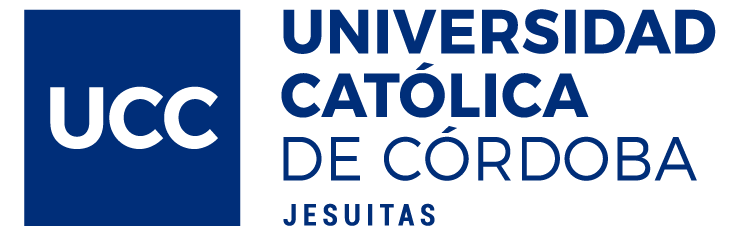 UCC
UNIVERSIDAD
CATÓLICA
DE CÓRDOBA
JESUITAS